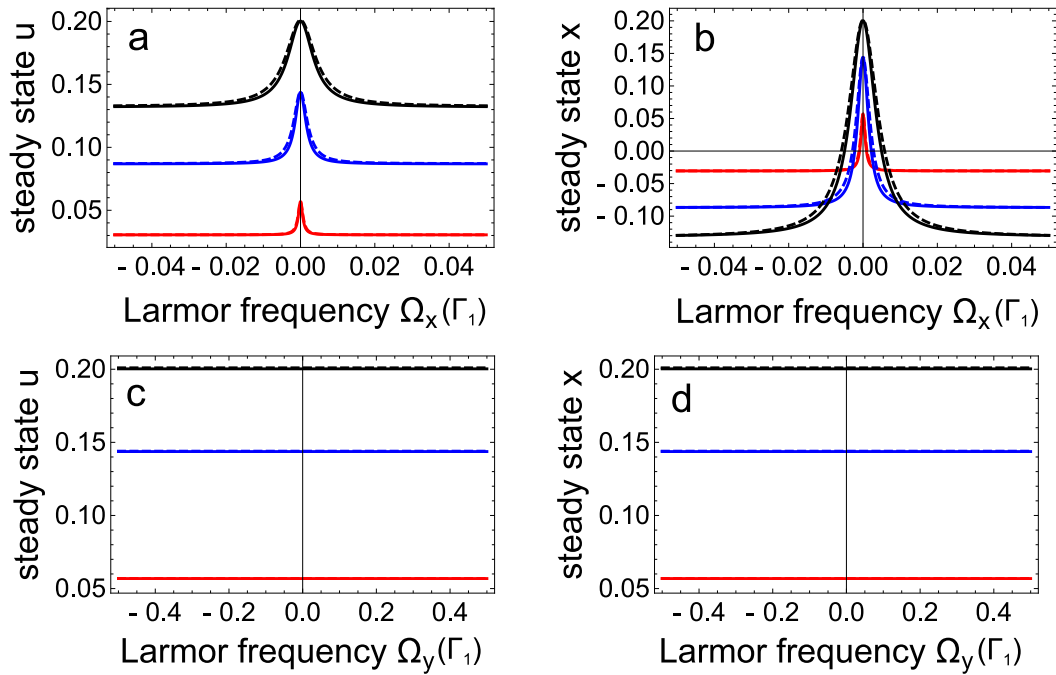 a
steady state u
0.20
0.15
0.10
0.05
- 0.04 - 0.02 0.00 0.02 0.04
Larmor frequency Ωx(Γ1)
b
steady state x
0.20
0.15
0.10
0.05
0.00
- 0.05
- 0.10
- 0.04 - 0.02 0.00 0.02 0.04
Larmor frequency Ωx(Γ1)
c
steady state u
0.20
0.15
0.10
0.05
- 0.4 - 0.2 0.0 0.2 0.4
Larmor frequency Ωy(Γ1)
d
steady state x
0.20
0.15
0.10
0.05
- 0.4 - 0.2 0.0 0.2 0.4
Larmor frequency Ωy(Γ1)